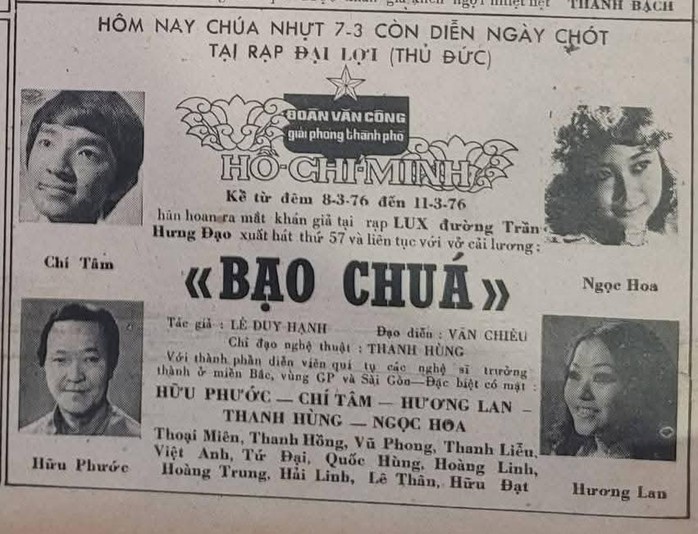 THANH BẠCH
HÔM NAY CHÚA NHỰT 7-3 CÒN DIỄN NGÀY CHÓT
TẠI RẠP ĐẠI LỢI (THỦ ĐỨC)
ĐOÀN VĂN CÔNG
giải phóng thành phố
HỒ-CHÍ-MINH
Kề từ đêm 8-3-76 đến 11-3-76
hân hoan ra mắt khán giả tại rạp LUX đường Trần
Hưng Đạo xuất hát thứ 57 và liên tục với vở cải lương :
«BẠO CHUÁ»
Tác giả : LÊ DUY HẠNH Đạo diễn : VÂN CHIÊU
Chỉ đạo nghệ thuật : THANH HÙNG
Với thành phần diễn viên qui tụ các nghệ sĩ trưởng
thành ở miền Bắc, vùng GP và Sài Gòn—Đặc biệt có mặt :
HỮU PHƯỚC — CHÍ TÂM — HƯƠNG LAN —
THANH HÙNG — NGỌC HOA
Thoại Miên, Thanh Hồng, Vũ Phong, Thanh Liễu,
Việt Anh, Tứ Đại, Quốc Hùng, Hoàng Linh,
Hoàng Trung, Hải Linh, Lê Thân, Hữu Đạt
Chí Tâm
Hữu Phước
Ngọc Hoa
Hương Lan